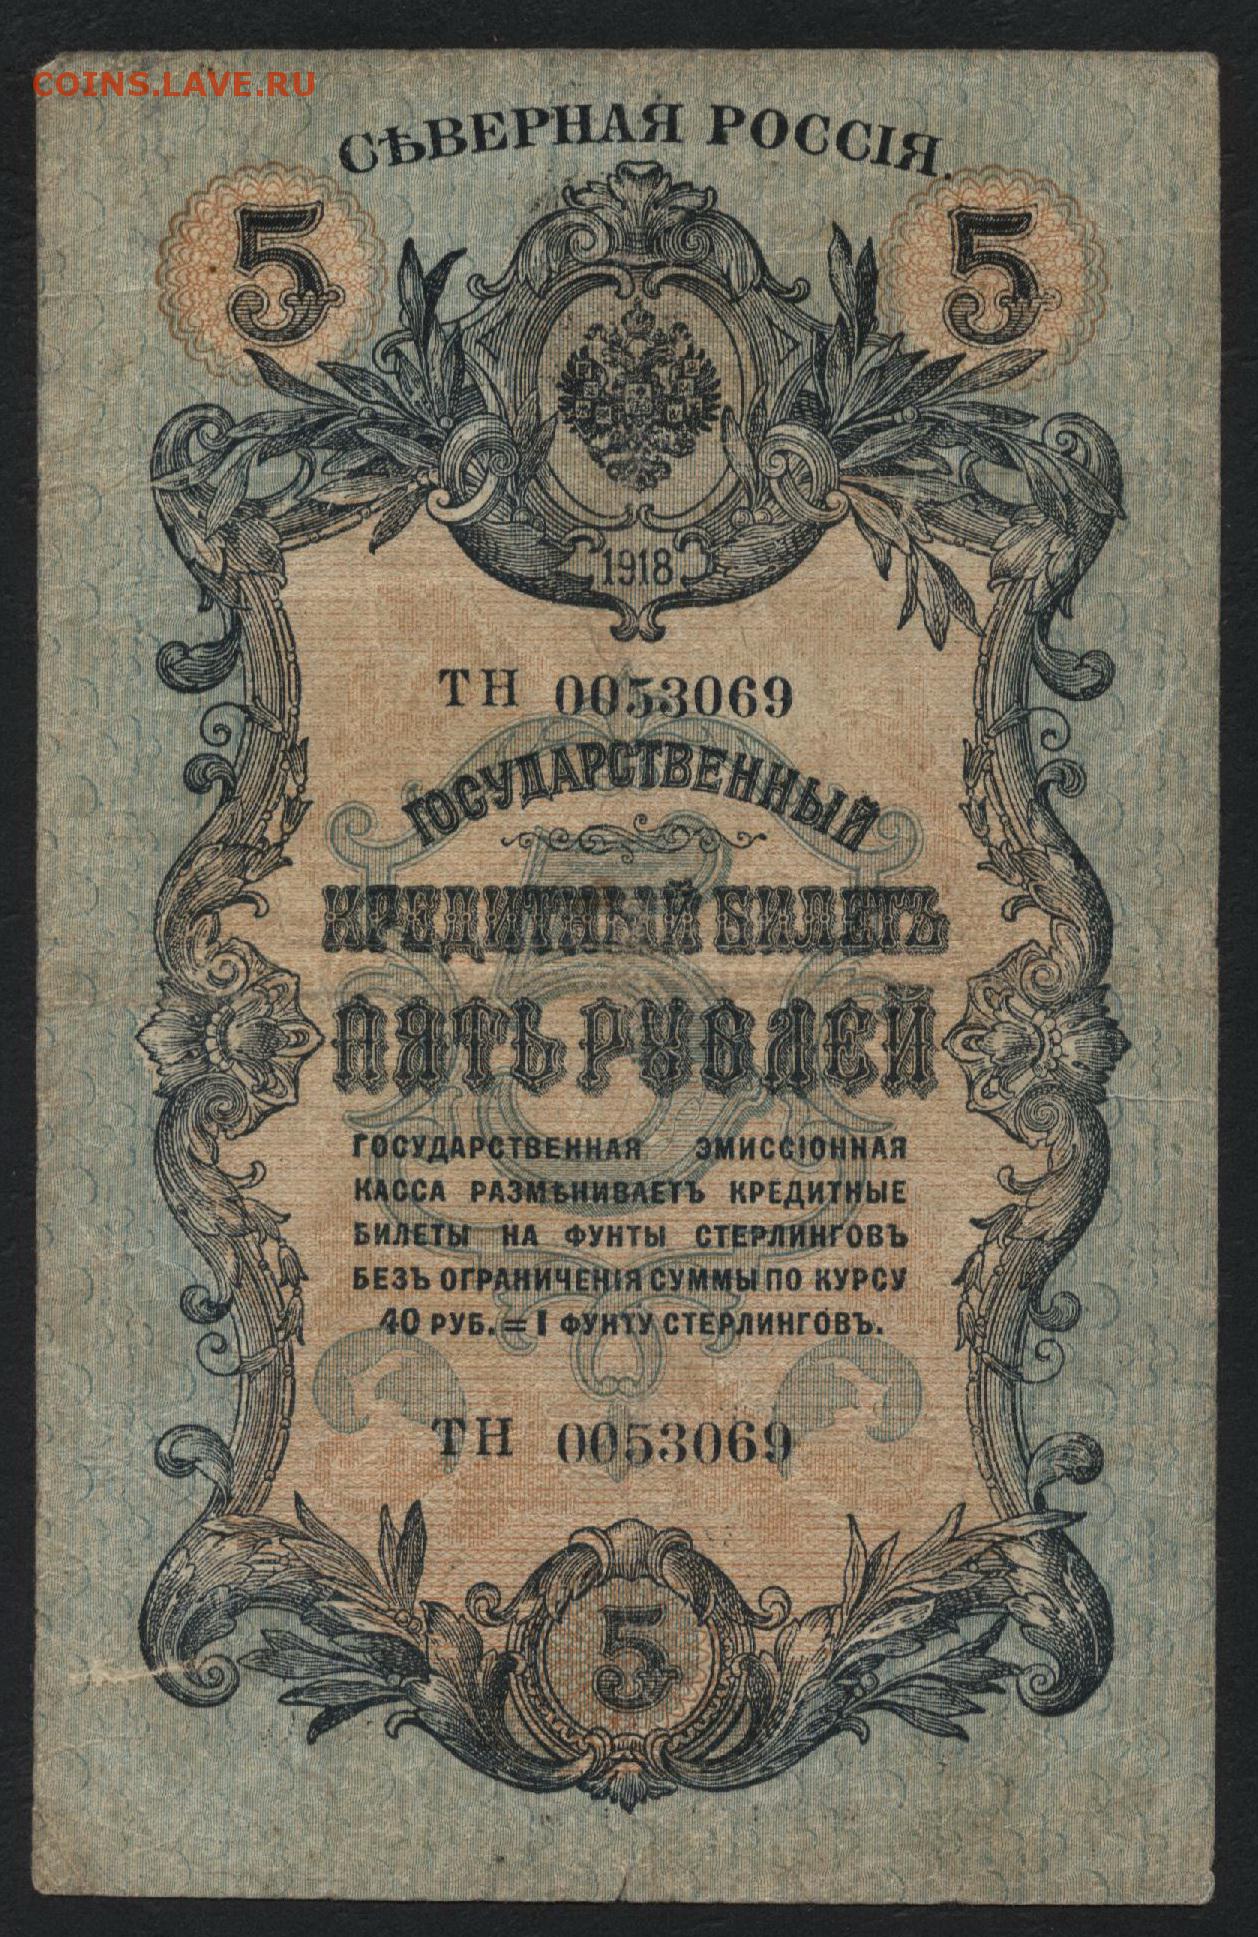 COINS.LAVE.RU
СѢВЕРНАЯ РОССІЯ.
5 5
1918
ТН 0053069
ГОСУДАРСТВЕННЫЙ
КРЕДИТНЫЙ БИЛЕТЪ
ПЯТЬ РУБЛЕЙ
ГОСУДАРСТВЕННАЯ ЭМИССІОННАЯ
КАССА РАЗМѢНИВАЕТЪ КРЕДИТНЫЕ
БИЛЕТЫ НА ФУНТЫ СТЕРЛИНГОВЪ
БЕЗЪ ОГРАНИЧЕНІЯ СУММЫ ПО КУРСУ
40 РУБ. = 1 ФУНТУ СТЕРЛИНГОВЪ.
ТН 0053069
5